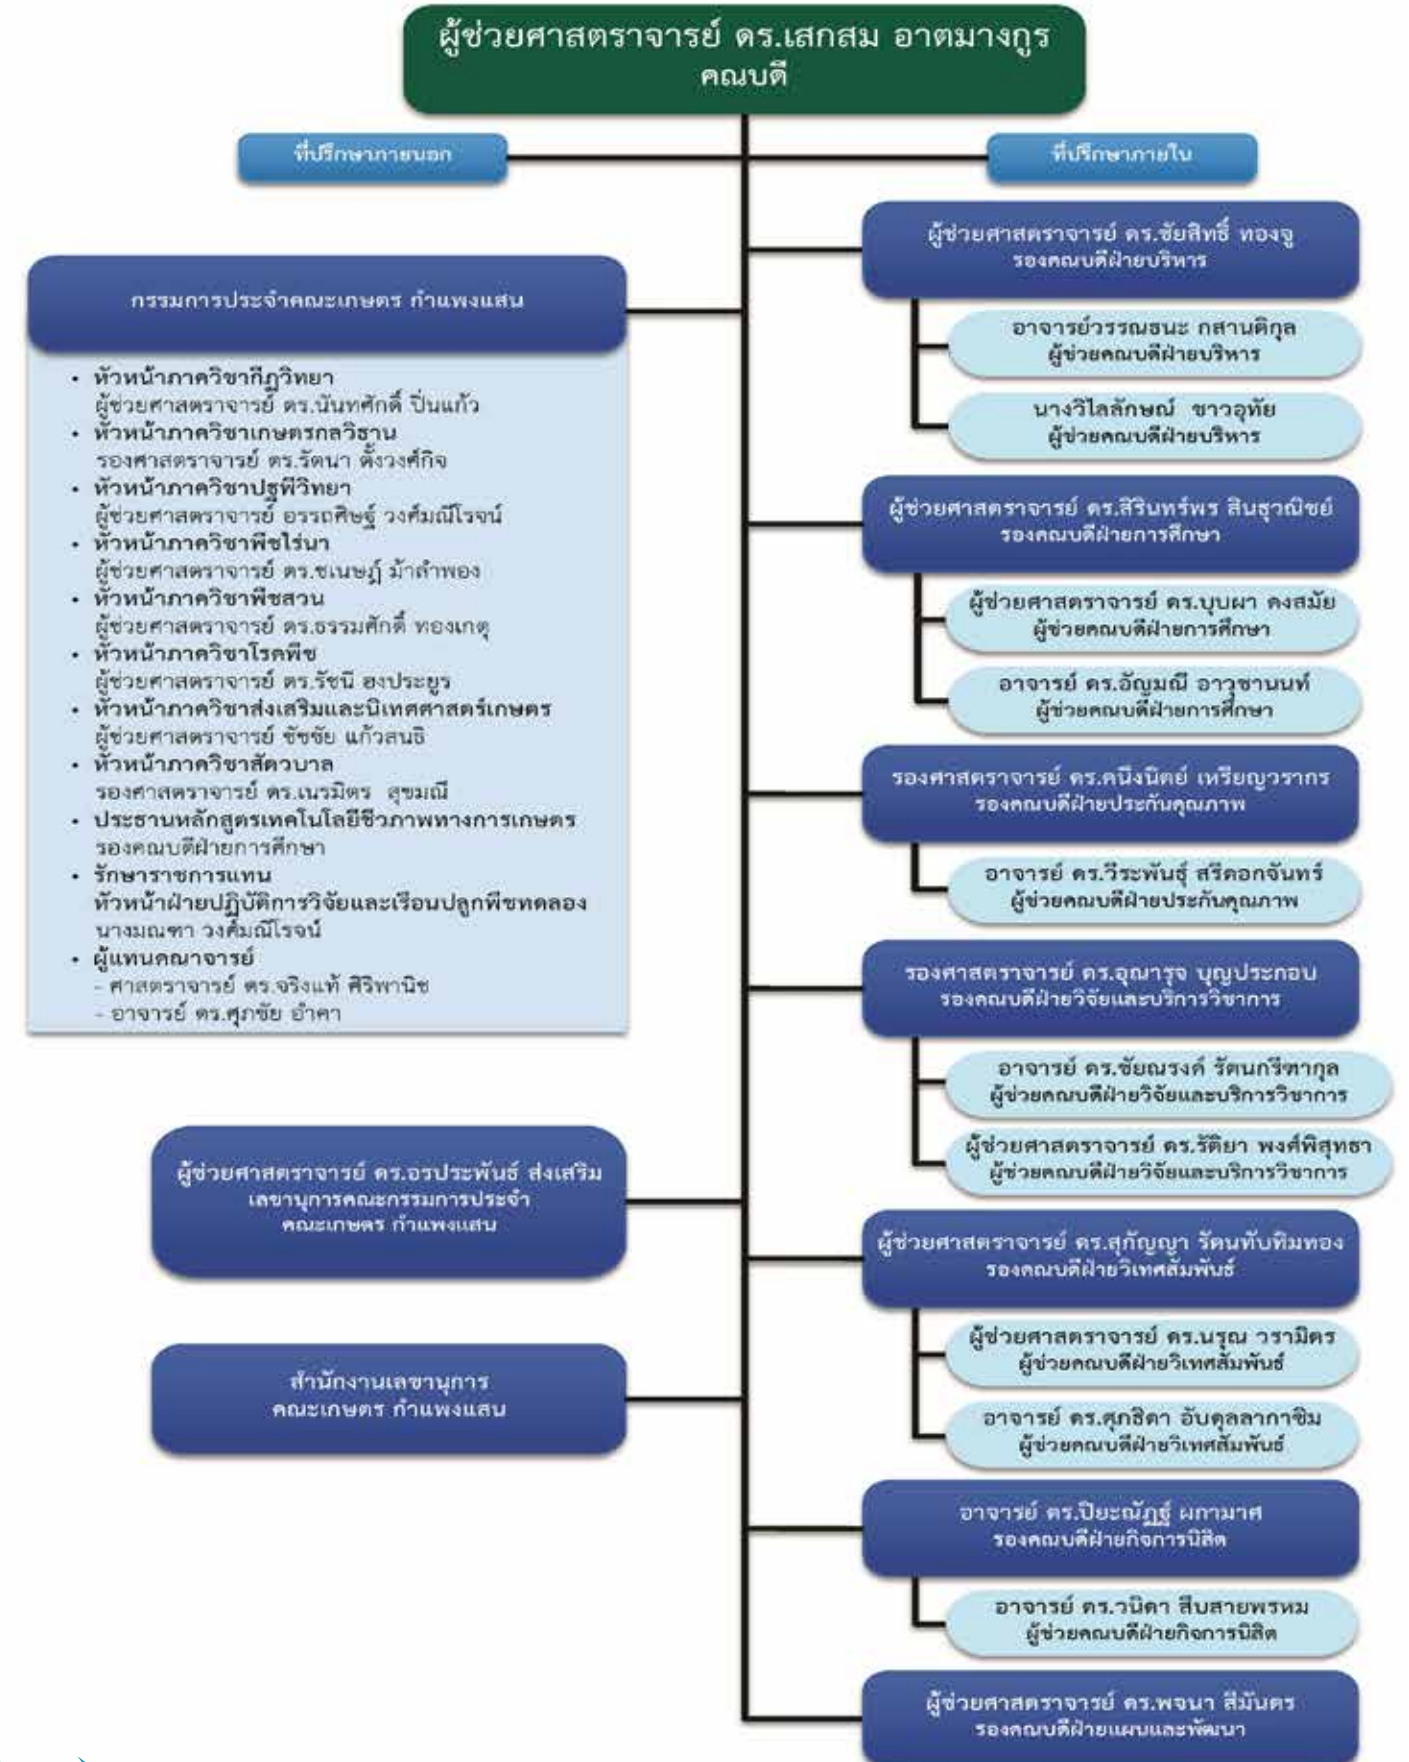 ผู้ช่วยศาสตราจารย์ ดร.เสกสม อาตมางกูร
คณบดี
ที่ปรึกษาภายนอก
ที่ปรึกษาภายใน
กรรมการประจำคณะเกษตร กำแพงแสน
• หัวหน้าภาควิชากีฏวิทยา
ผู้ช่วยศาสตราจารย์ ดร.นันทศักดิ์ ปิ่นแก้ว
• หัวหน้าภาควิชาเกษตรกลวิธาน
รองศาสตราจารย์ ดร.รัตนา ตั้งวงศ์กิจ
• หัวหน้าภาควิชาปฐพีวิทยา
ผู้ช่วยศาสตราจารย์ อรรถศิษฐ์ วงศ์มณีโรจน์
• หัวหน้าภาควิชาพืชไร่นา
ผู้ช่วยศาสตราจารย์ ดร.ชเนษฎ์ ม้าลำพอง
• หัวหน้าภาควิชาพืชสวน
ผู้ช่วยศาสตราจารย์ ดร.ธรรมศักดิ์ ทองเกตุ
• หัวหน้าภาควิชาโรคพืช
ผู้ช่วยศาสตราจารย์ ดร.รัชนี ฮงประยูร
• หัวหน้าภาควิชาส่งเสริมและนิเทศศาสตร์เกษตร
ผู้ช่วยศาสตราจารย์ ชัชชัย แก้วสนธิ
• หัวหน้าภาควิชาสัตวบาล
รองศาสตราจารย์ ดร.เนรมิตร สุขมณี
• ประธานหลักสูตรเทคโนโลยีชีวภาพทางการเกษตร
รองคณบดีฝ่ายการศึกษา
• รักษาราชการแทน
หัวหน้าฝ่ายปฏิบัติการวิจัยและเรือนปลูกพืชทดลอง
นางมณฑา วงศ์มณีโรจน์
• ผู้แทนคณาจารย์
- ศาสตราจารย์ ดร.จริงแท้ ศิริพานิช
- อาจารย์ ดร.ศุภชัย อำคา
ผู้ช่วยศาสตราจารย์ ดร.อรประพันธ์ ส่งเสริม
เลขานุการคณะกรรมการประจำ
คณะเกษตร กำแพงแสน
สำนักงานเลขานุการ
คณะเกษตร กำแพงแสน
ผู้ช่วยศาสตราจารย์ ดร.ชัยสิทธิ์ ทองจู
รองคณบดีฝ่ายบริหาร
อาจารย์วรรณธนะ กสานติกุล
ผู้ช่วยคณบดีฝ่ายบริหาร
นางวิไลลักษณ์ ชาวอุทัย
ผู้ช่วยคณบดีฝ่ายบริหาร
ผู้ช่วยศาสตราจารย์ ดร.สิรินทร์พร สินธุวณิชย์
รองคณบดีฝ่ายการศึกษา
ผู้ช่วยศาสตราจารย์ ดร.บุบผา คงสมัย
ผู้ช่วยคณบดีฝ่ายการศึกษา
อาจารย์ ดร.อัญมณี อาวุชานนท์
ผู้ช่วยคณบดีฝ่ายการศึกษา
รองศาสตราจารย์ ดร.คนึงนิตย์ เหรียญวรากร
รองคณบดีฝ่ายประกันคุณภาพ
อาจารย์ ดร.วีระพันธุ์ สรีดอกจันทร์
ผู้ช่วยคณบดีฝ่ายประกันคุณภาพ
รองศาสตราจารย์ ดร.อุณารุจ บุญประกอบ
รองคณบดีฝ่ายวิจัยและบริการวิชาการ
อาจารย์ ดร.ชัยณรงค์ รัตนกรีฑากุล
ผู้ช่วยคณบดีฝ่ายวิจัยและบริการวิชาการ
ผู้ช่วยศาสตราจารย์ ดร.รัติยา พงศ์พิสุทธา
ผู้ช่วยคณบดีฝ่ายวิจัยและบริการวิชาการ
ผู้ช่วยศาสตราจารย์ ดร.สุกัญญา รัตนทับทิมทอง
รองคณบดีฝ่ายวิเทศสัมพันธ์
ผู้ช่วยศาสตราจารย์ ดร.นรุณ วรามิตร
ผู้ช่วยคณบดีฝ่ายวิเทศสัมพันธ์
อาจารย์ ดร.ศุภธิดา อับดุลลากาซิม
ผู้ช่วยคณบดีฝ่ายวิเทศสัมพันธ์
อาจารย์ ดร.ปิยะณัฏฐ์ ผกามาศ
รองคณบดีฝ่ายกิจการนิสิต
อาจารย์ ดร.วนิดา สืบสายพรหม
ผู้ช่วยคณบดีฝ่ายกิจการนิสิต
ผู้ช่วยศาสตราจารย์ ดร.พจนา สีมันตร
รองคณบดีฝ่ายแผนและพัฒนา